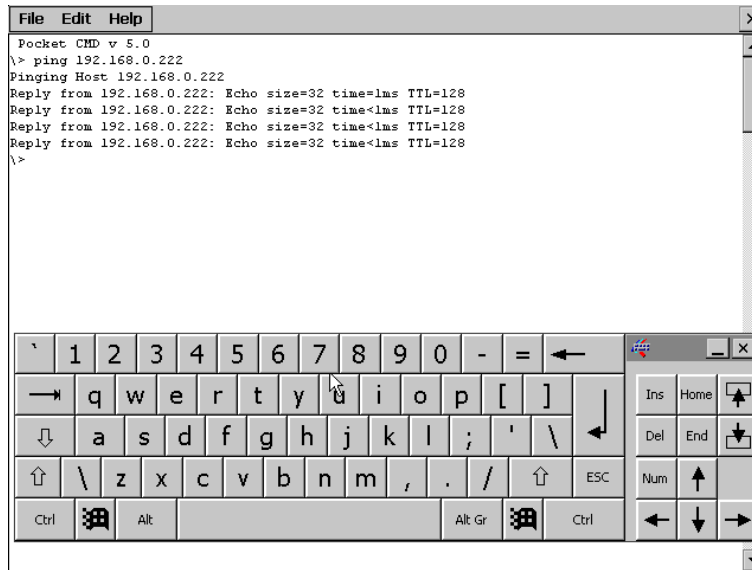 File Edit Help
Pocket CMD v 5.0
\> ping 192.168.0.222
Pinging Host 192.168.0.222
Reply from 192.168.0.222: Echo size=32 time=1ms TTL=128
Reply from 192.168.0.222: Echo size=32 time<1ms TTL=128
Reply from 192.168.0.222: Echo size=32 time<1ms TTL=128
Reply from 192.168.0.222: Echo size=32 time<1ms TTL=128
\>
` 1 2 3 4 5 6 7 8 9 0 - =
q w e r t y u i o p [ ] Ins Home
a s d f g h j k l ; ' \ Del End
\ z x c v b n m , . / ESC Num
Ctrl Alt Alt Gr Ctrl